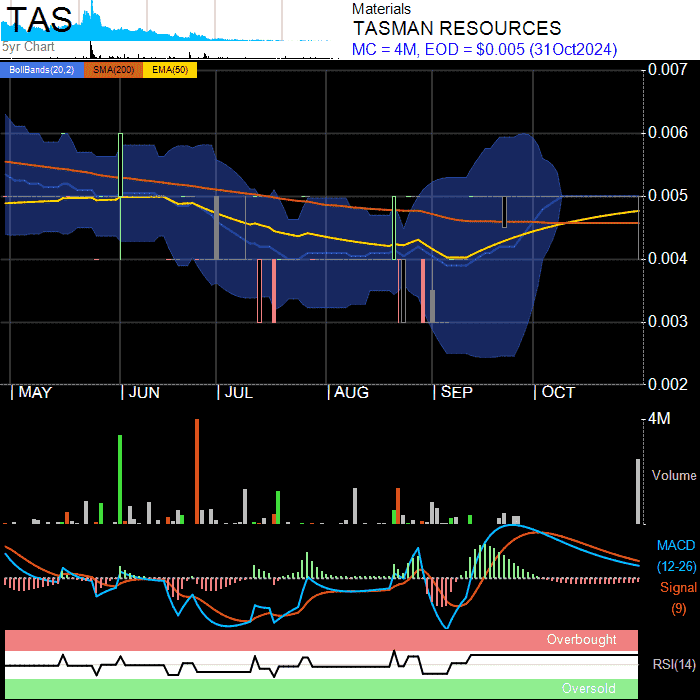 TAS
5yr Chart
Materials
TASMAN RESOURCES
MC = 4M, EOD = $0.005 (31Oct2024)
BollBands(20,2) SMA(200) EMA(50)
0.007
0.006
0.005
0.004
0.003
0.002
MAY JUN JUL AUG SEP OCT
4M
Volume
MACD
(12-26)
Signal
(9)
Overbought
RSI(14)
Oversold